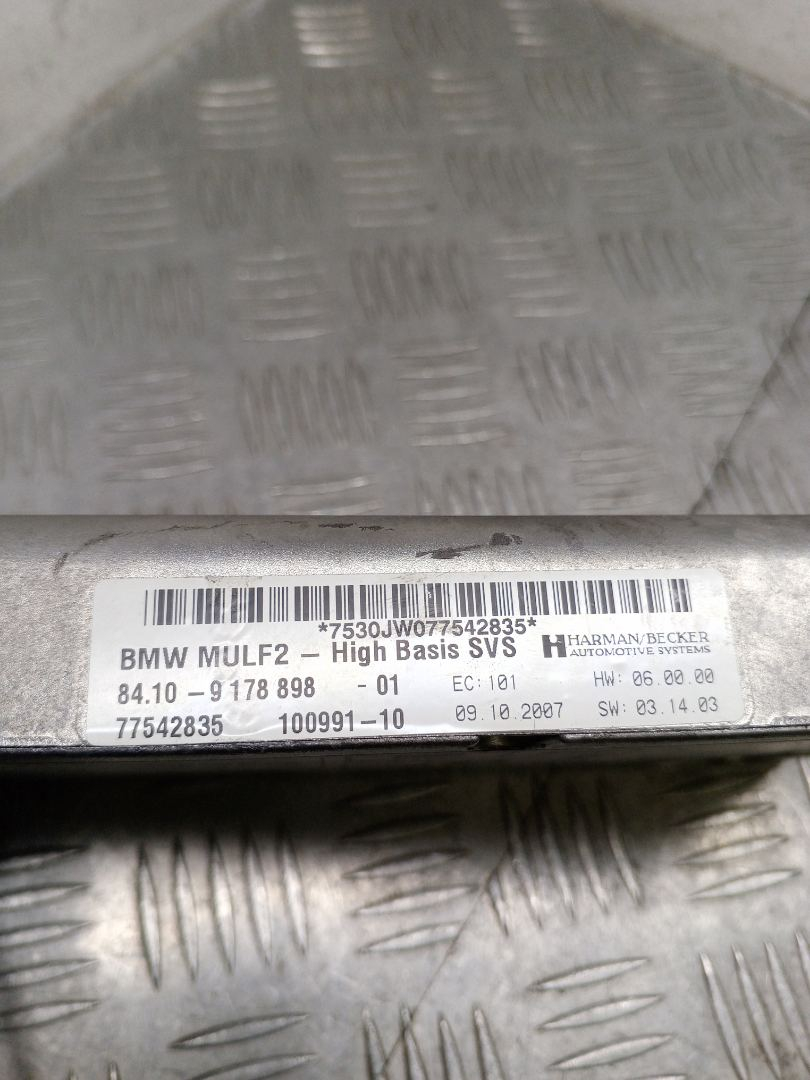 *7530JW077542835*
BMW MULF2 – High Basis SVS
HARMAN/BECKER
AUTOMOTIVE SYSTEMS
84.10 – 9 178 898 - 01
EC: 101
HW: 06.00.00
77542835 100991–10
09.10.2007
SW: 03.14.03